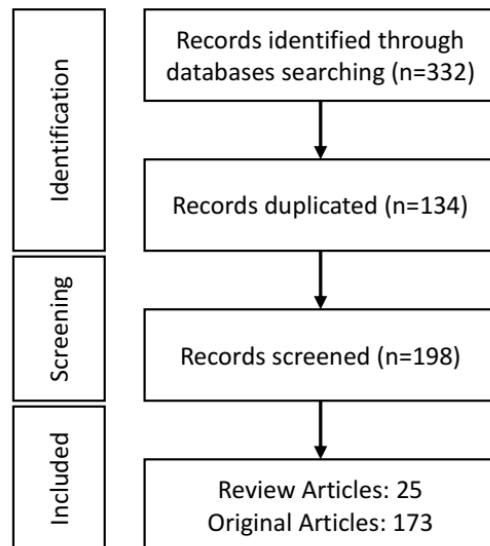 Identification
Records identified through
databases searching (n=332)
Records duplicated (n=134)
Screening
Records screened (n=198)
Included
Review Articles: 25
Original Articles: 173